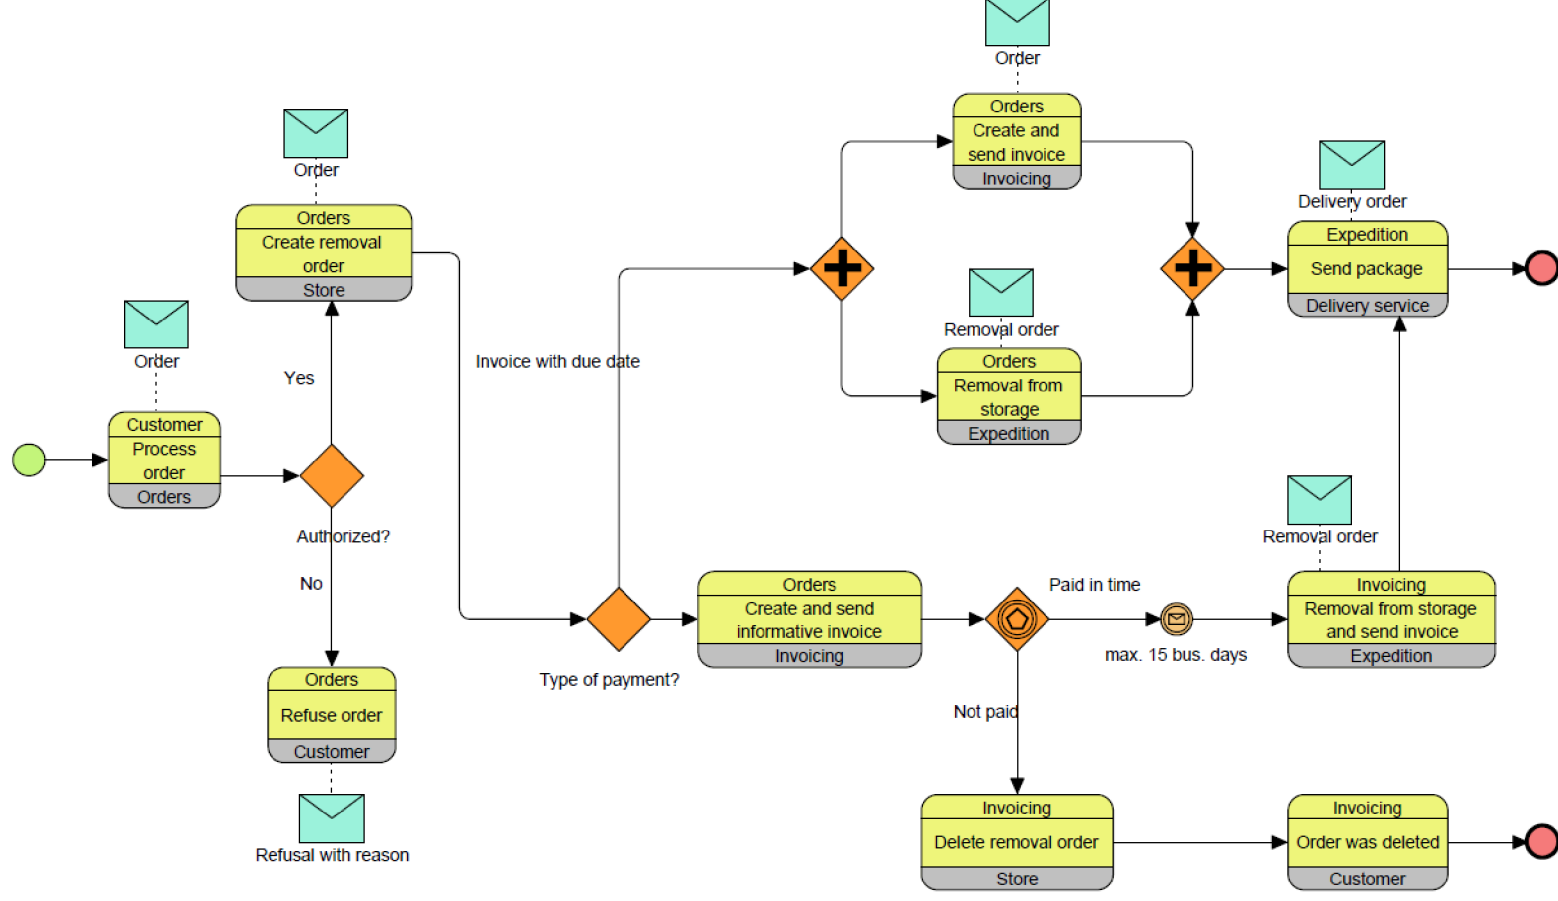 Order
Orders
Create and
send invoice
Invoicing
Order
Orders
Create removal
order
Store
Delivery order
Expedition
Send package
Delivery service
Order
Customer
Process
order
Orders
Yes
Invoice with due date
Removal order
Orders
Removal from
storage
Expedition
Authorized?
No
Removal order
Orders
Create and send
informative invoice
Invoicing
Paid in time
max. 15 bus. days
Invoicing
Removal from storage
and send invoice
Expedition
Type of payment?
Orders
Refuse order
Customer
Refusal with reason
Not paid
Invoicing
Delete removal order
Store
Invoicing
Order was deleted
Customer